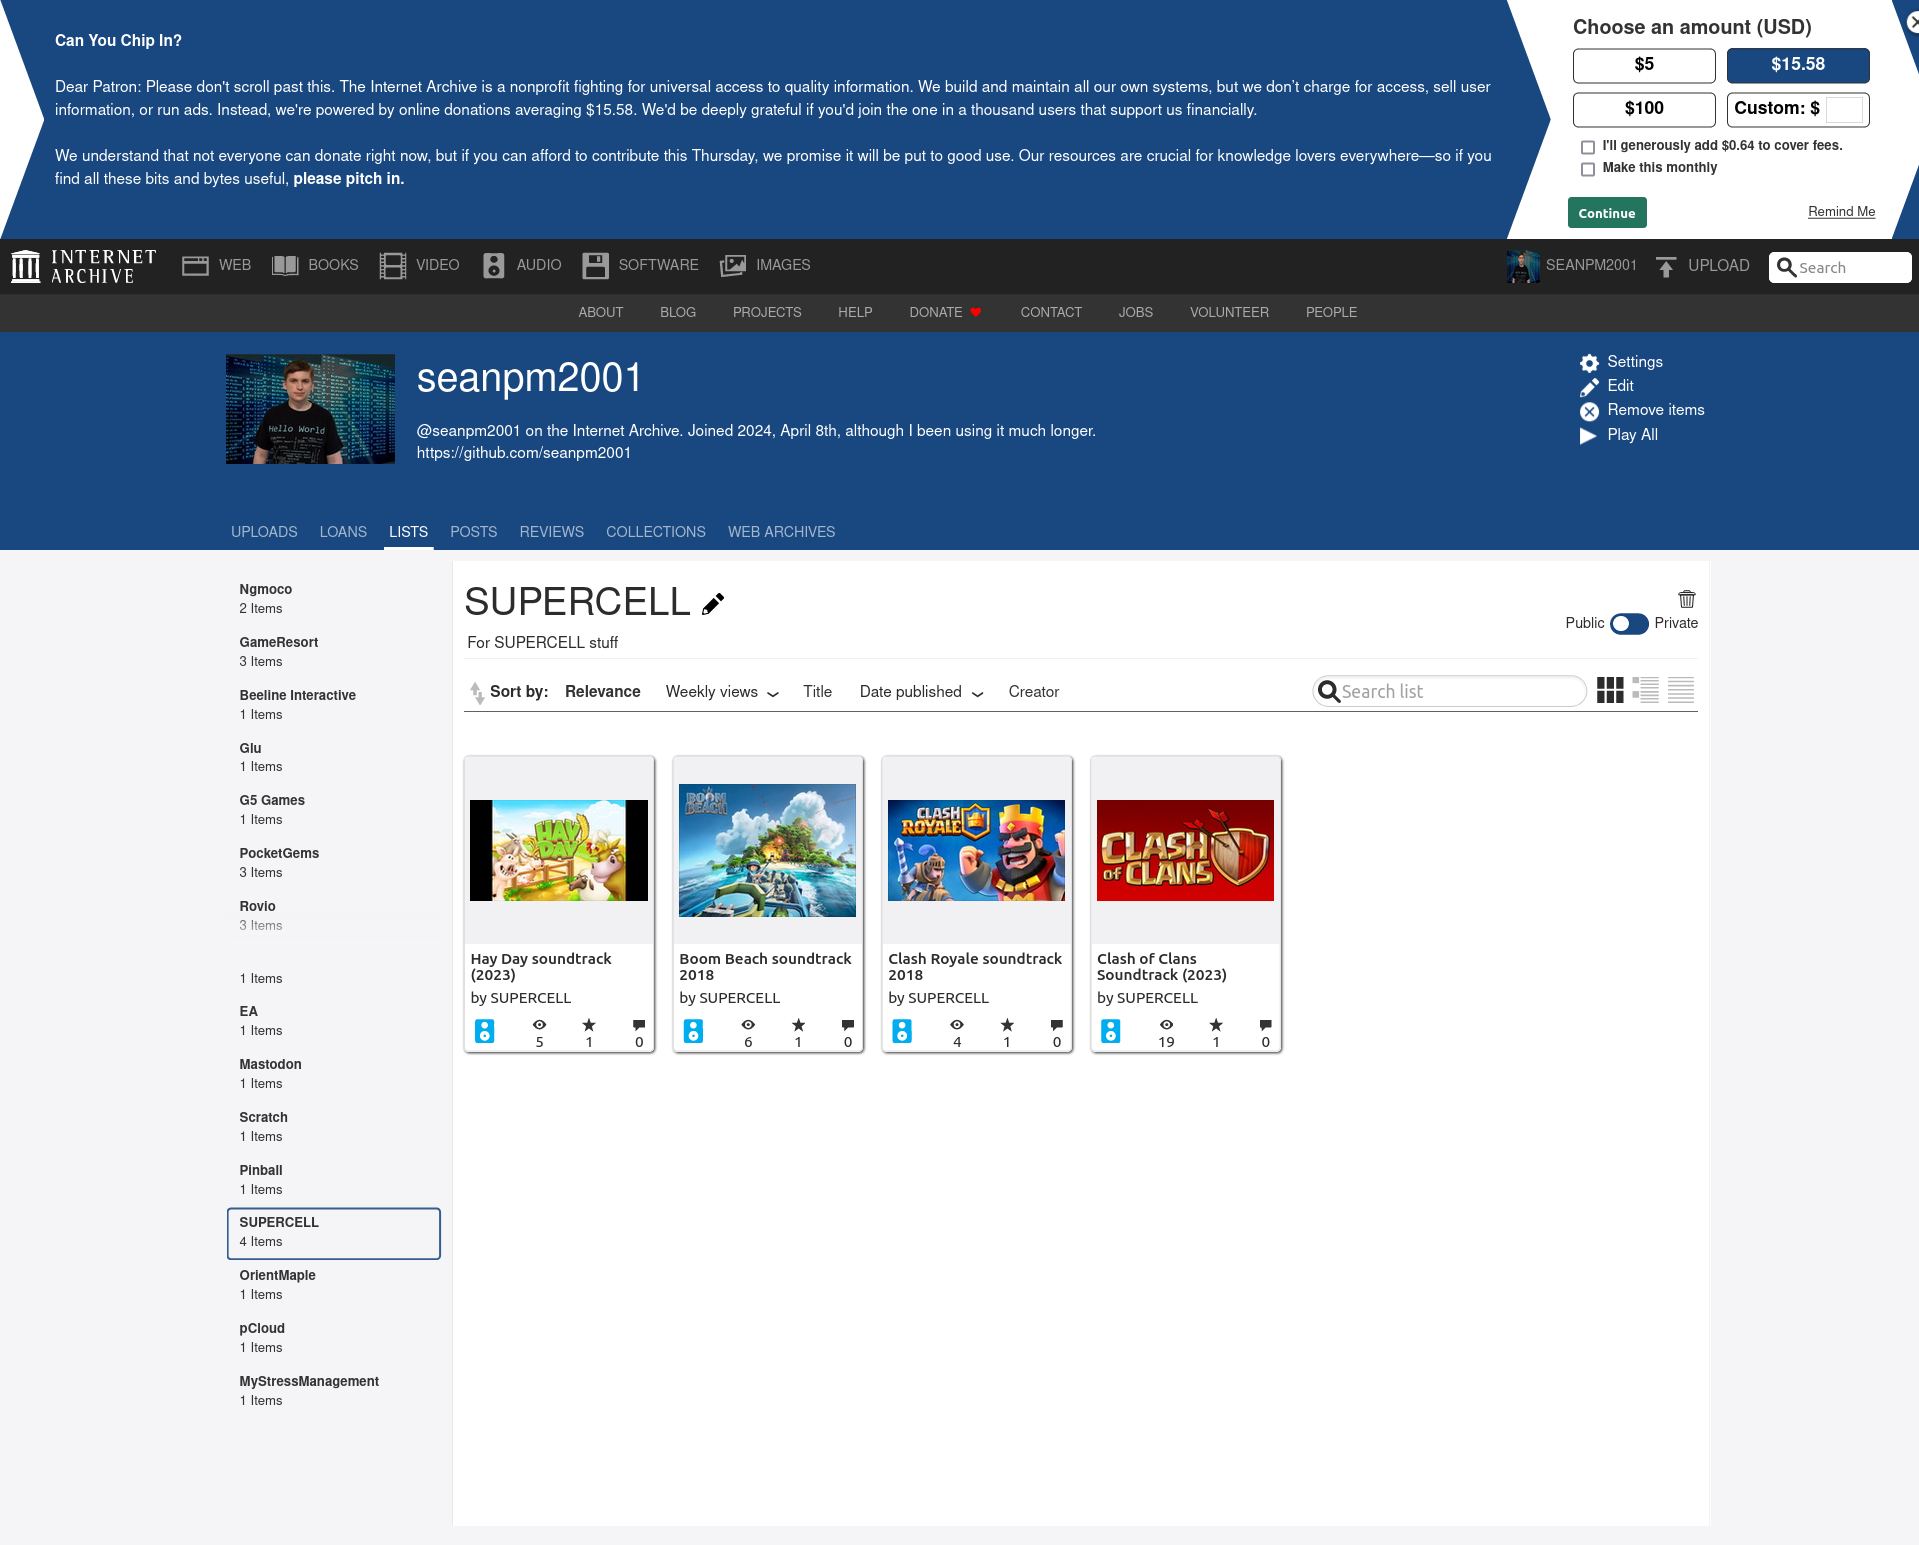 Can You Chip In?
Dear Patron: Please don't scroll past this. The Internet Archive is a nonprofit fighting for universal access to quality information. We build and maintain all our own systems, but we don’t charge for access, sell user
information, or run ads. Instead, we're powered by online donations averaging $15.58. We'd be deeply grateful if you'd join the one in a thousand users that support us financially.
We understand that not everyone can donate right now, but if you can afford to contribute this Thursday, we promise it will be put to good use. Our resources are crucial for knowledge lovers everywhere—so if you
find all these bits and bytes useful, please pitch in.
Choose an amount (USD)
$5
$15.58
$100
Custom: $
I'll generously add $0.64 to cover fees.
Make this monthly
Continue
Remind Me
INTERNET
ARCHIVE
WEB
BOOKS
VIDEO
AUDIO
SOFTWARE
IMAGES
SEANPM2001
UPLOAD
Search
ABOUT
BLOG
PROJECTS
HELP
DONATE
CONTACT
JOBS
VOLUNTEER
PEOPLE
Hello World
seanpm2001
@seanpm2001 on the Internet Archive. Joined 2024, April 8th, although I been using it much longer.
https://github.com/seanpm2001
Settings
Edit
Remove items
Play All
UPLOADS
LOANS
LISTS
POSTS
REVIEWS
COLLECTIONS
WEB ARCHIVES
Ngmoco
2 Items
GameResort
3 Items
Beeline Interactive
1 Items
Glu
1 Items
G5 Games
1 Items
PocketGems
3 Items
Rovio
3 Items
1 Items
EA
1 Items
Mastodon
1 Items
Scratch
1 Items
Pinball
1 Items
SUPERCELL
4 Items
OrientMaple
1 Items
pCloud
1 Items
MyStressManagement
1 Items
SUPERCELL
For SUPERCELL stuff
Public
Private
Sort by:
Relevance
Weekly views
Title
Date published
Creator
Search list
HAY
DAY
Hay Day soundtrack
(2023)
by SUPERCELL
5
1
0
BOOM
BEACH
Boom Beach soundtrack
2018
by SUPERCELL
6
1
0
CLASH
ROYALE
Clash Royale soundtrack
2018
by SUPERCELL
4
1
0
CLASH
OF CLANS
Clash of Clans
Soundtrack (2023)
by SUPERCELL
19
1
0